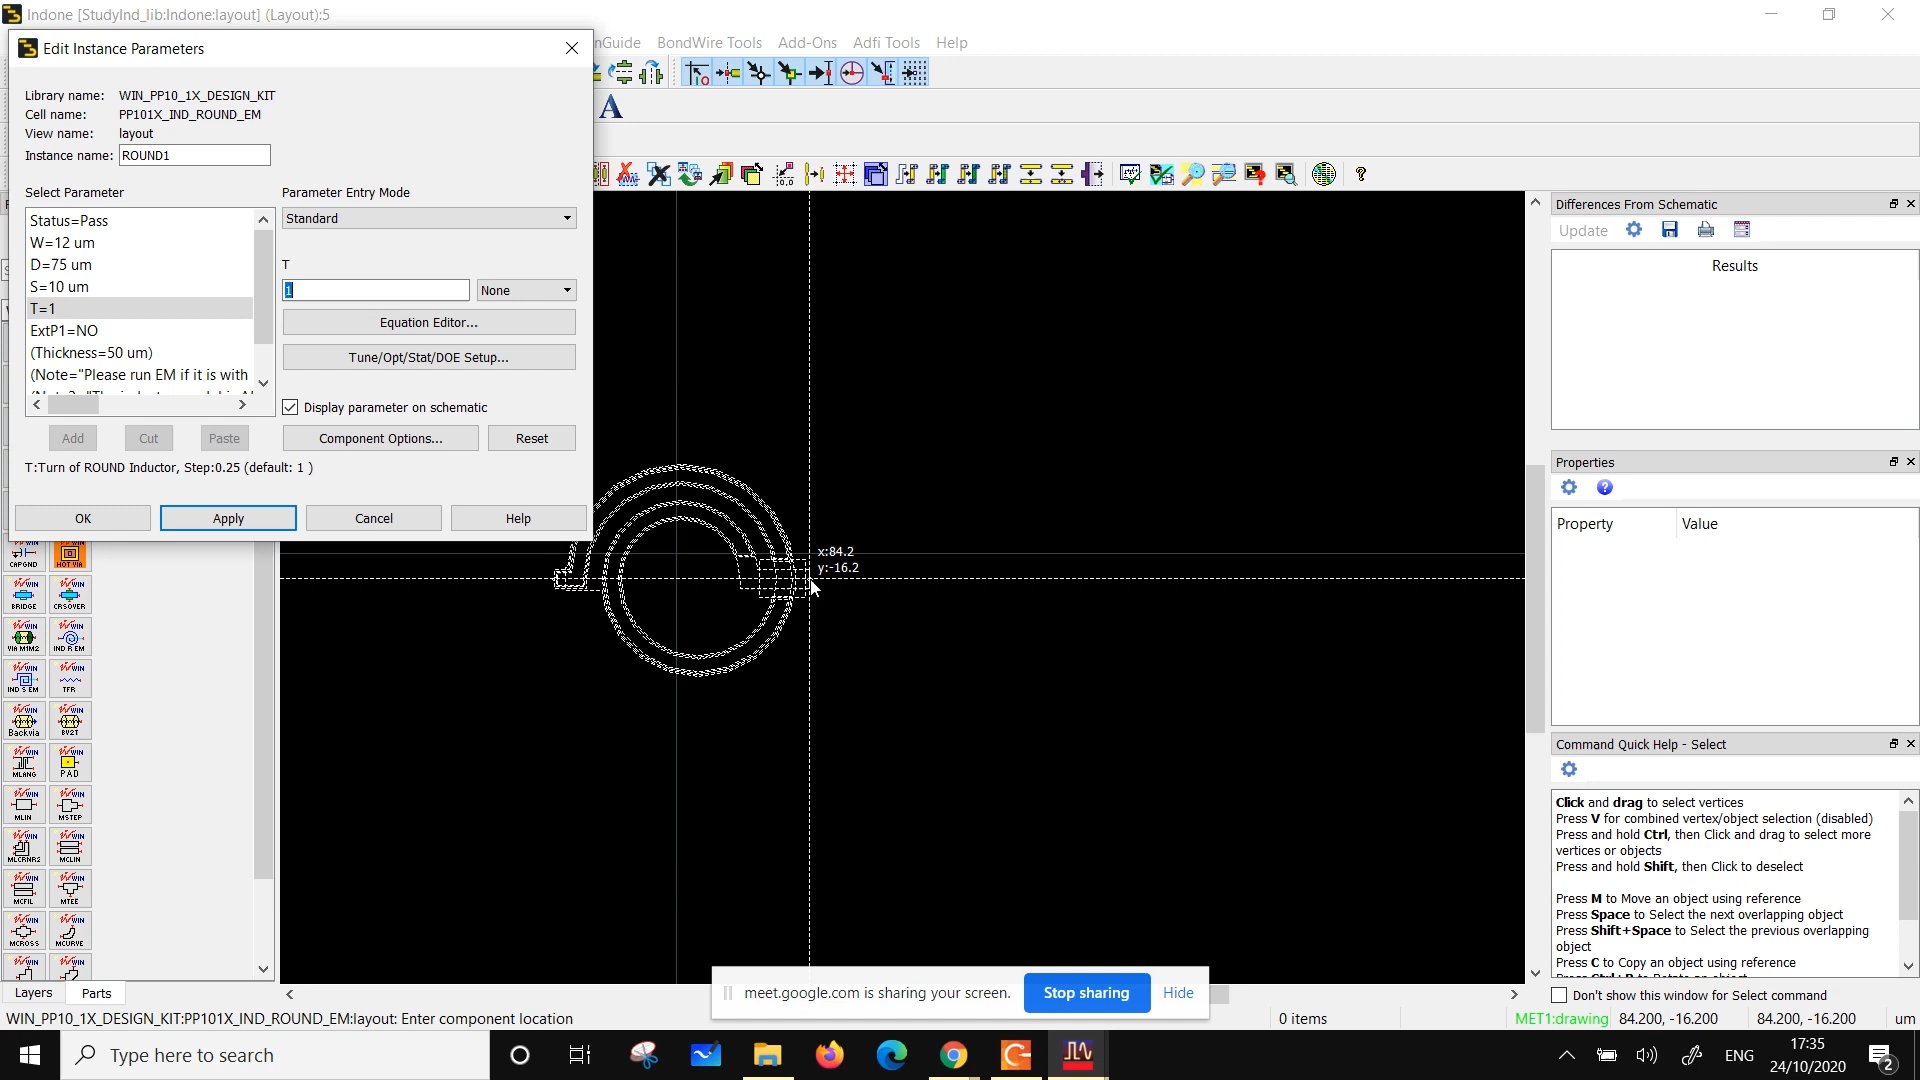 Indone [StudyInd_lib:Indone:layout] (Layout):5
Edit Instance Parameters
nGuide BondWire Tools Add-Ons Adfi Tools Help
Library name: WIN_PP10_1X_DESIGN_KIT
Cell name: PP101X_IND_ROUND_EM
View name: layout
Instance name: ROUND1
Select Parameter
Parameter Entry Mode
Status=Pass
W=12 um
D=75 um
S=10 um
T=1
ExtP1=NO
(Thickness=50 um)
(Note="Please run EM if it is with
Standard
T
1
None
Equation Editor...
Tune/Opt/Stat/DOE Setup...
Display parameter on schematic
Add Cut Paste
Component Options... Reset
T:Turn of ROUND Inductor, Step:0.25 (default: 1 )
OK Apply Cancel Help
A
?
x:84.2
y:-16.2
CAPGND HOT VIA
BRIDGE CRSOVER
VIA M1M2 IND R EM
IND S EM TFR
Backvia BV2T
MLANG PAD
MLIN MSTEP
MLCRNR2 MCLIN
MCFIL MTEE
MCROSS MCURVE
Layers Parts
Differences From Schematic
Update
Results
Properties
Property Value
Command Quick Help - Select
Click and drag to select vertices
Press V for combined vertex/object selection (disabled)
Press and hold Ctrl, then Click and drag to select more
vertices or objects
Press and hold Shift, then Click to deselect
Press M to Move an object using reference
Press Space to Select the next overlapping object
Press Shift+Space to Select the previous overlapping
object
Press C to Copy an object using reference
Don't show this window for Select command
meet.google.com is sharing your screen. Stop sharing Hide
WIN_PP10_1X_DESIGN_KIT:PP101X_IND_ROUND_EM:layout: Enter component location
0 items
MET1:drawing 84.200, -16.200 84.200, -16.200 um
Type here to search
ENG
17:35
24/10/2020
2